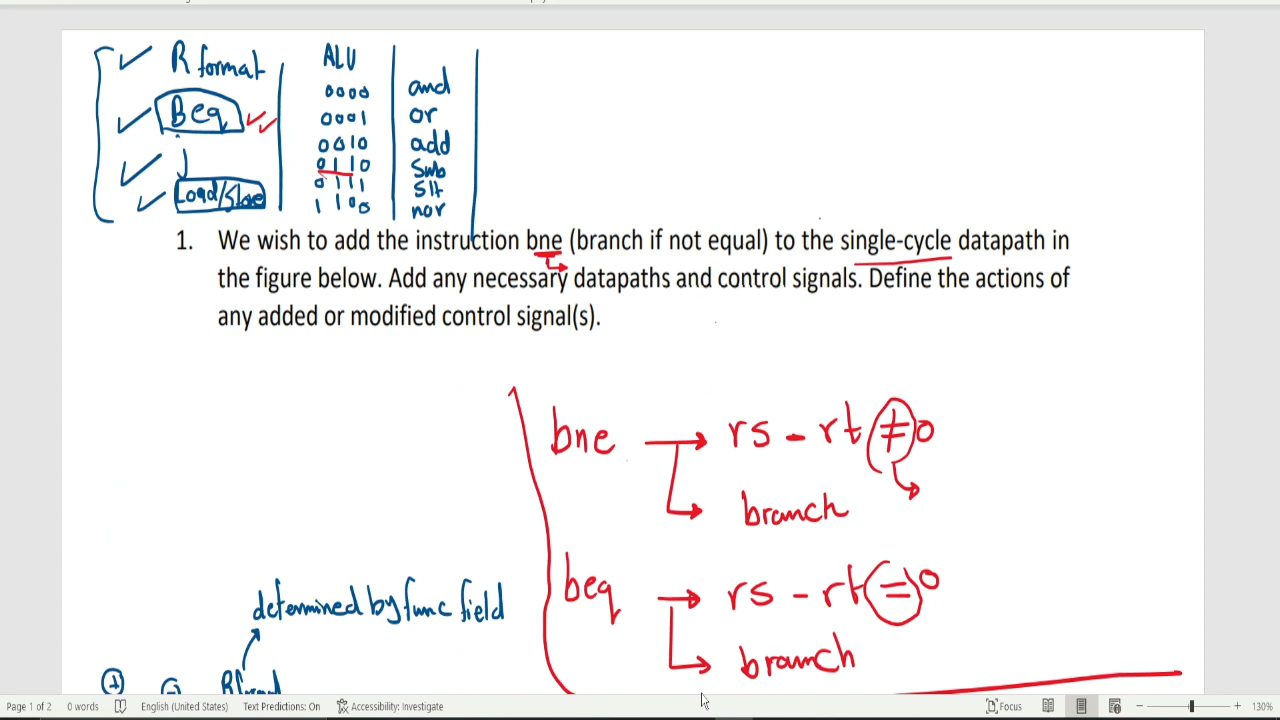 R format | ALU
Beq | 0000 | and
j | 0001 | or
Load/Store | 0010 | add
0110 | Sub
0111 | Slt
1100 | nor
1. We wish to add the instruction bne (branch if not equal) to the single-cycle datapath in
the figure below. Add any necessary datapaths and control signals. Define the actions of
any added or modified control signal(s).
bne → rs - rt ≠ 0
branch
beq → rs - rt = 0
branch
determined by func field
Page 1 of 2 0 words English (United States) Text Predictions: On Accessibility: Investigate Focus 130%